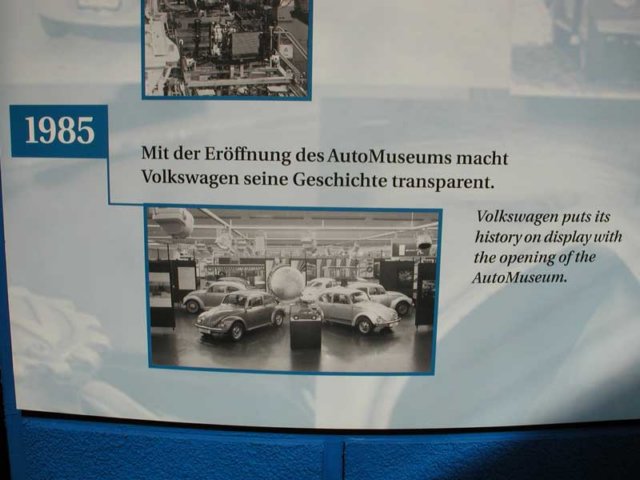 1985
Mit der Eröffnung des AutoMuseums macht
Volkswagen seine Geschichte transparent.
Volkswagen puts its
history on display with
the opening of the
AutoMuseum.